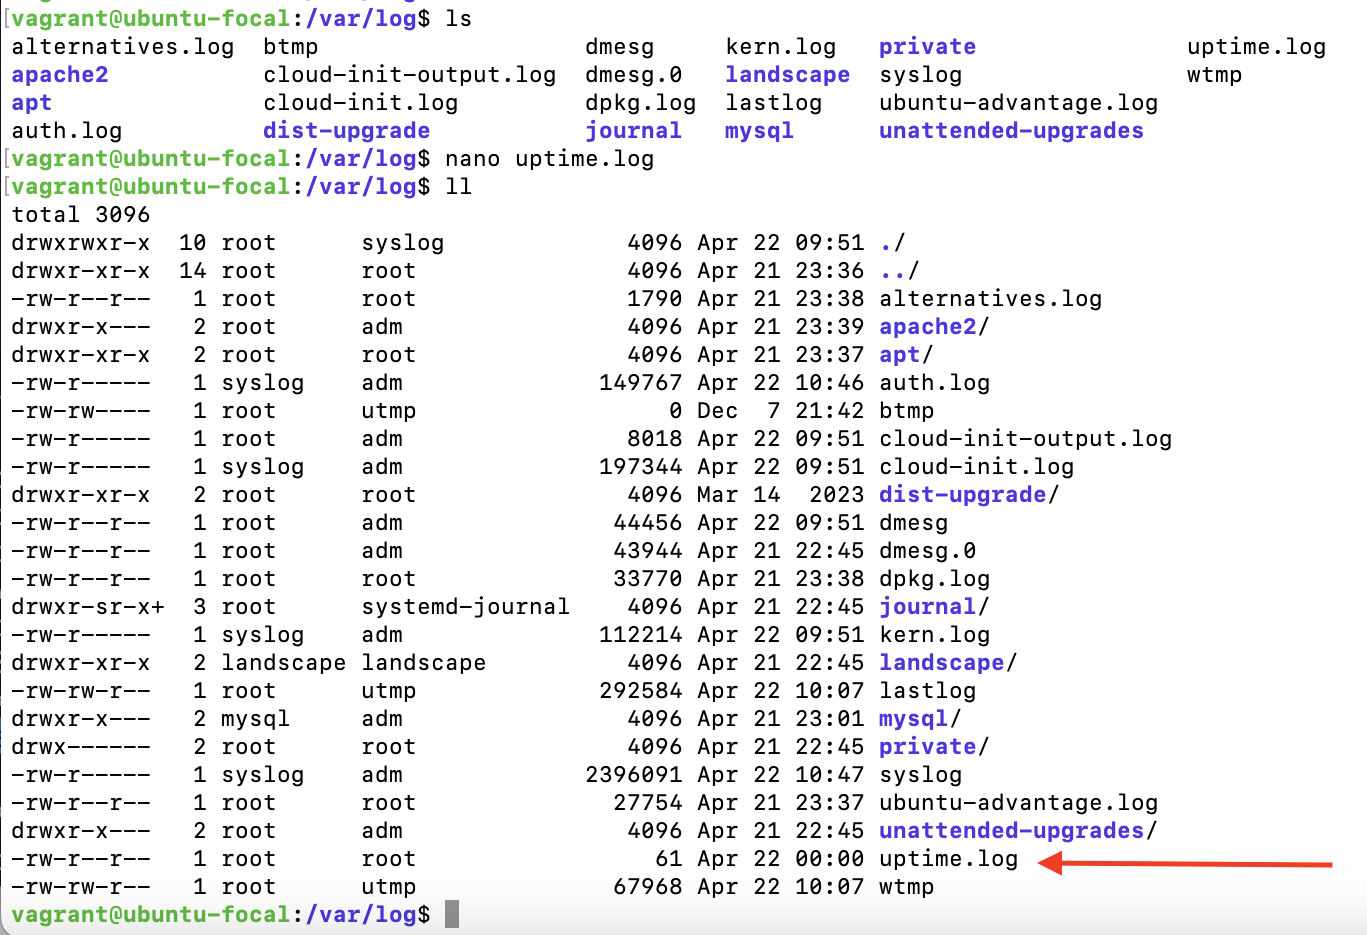 [vagrant@ubuntu-focal:/var/log$ ls
alternatives.log  btmp                   dmesg     kern.log   private              uptime.log
apache2           cloud-init-output.log  dmesg.0   landscape  syslog               wtmp
apt               cloud-init.log         dpkg.log  lastlog    ubuntu-advantage.log
auth.log          dist-upgrade           journal   mysql      unattended-upgrades
[vagrant@ubuntu-focal:/var/log$ nano uptime.log
[vagrant@ubuntu-focal:/var/log$ ll
total 3096
drwxrwxr-x  10 root      syslog             4096 Apr 22 09:51 ./
drwxr-xr-x  14 root      root               4096 Apr 21 23:36 ../
-rw-r--r--   1 root      root               1790 Apr 21 23:38 alternatives.log
drwxr-x---   2 root      adm                4096 Apr 21 23:39 apache2/
drwxr-xr-x   2 root      root               4096 Apr 21 23:37 apt/
-rw-r-----   1 syslog    adm              149767 Apr 22 10:46 auth.log
-rw-rw----   1 root      utmp                  0 Dec  7 21:42 btmp
-rw-r-----   1 root      adm                8018 Apr 22 09:51 cloud-init-output.log
-rw-r-----   1 syslog    adm              197344 Apr 22 09:51 cloud-init.log
drwxr-xr-x   2 root      root               4096 Mar 14  2023 dist-upgrade/
-rw-r--r--   1 root      adm               44456 Apr 22 09:51 dmesg
-rw-r--r--   1 root      adm               43944 Apr 21 22:45 dmesg.0
-rw-r--r--   1 root      root              33770 Apr 21 23:38 dpkg.log
drwxr-sr-x+  3 root      systemd-journal    4096 Apr 21 22:45 journal/
-rw-r-----   1 syslog    adm              112214 Apr 22 09:51 kern.log
drwxr-xr-x   2 landscape landscape          4096 Apr 21 22:45 landscape/
-rw-rw-r--   1 root      utmp             292584 Apr 22 10:07 lastlog
drwxr-x---   2 mysql     adm                4096 Apr 21 23:01 mysql/
drwx------   2 root      root               4096 Apr 21 22:45 private/
-rw-r-----   1 syslog    adm             2396091 Apr 22 10:47 syslog
-rw-r--r--   1 root      root              27754 Apr 21 23:37 ubuntu-advantage.log
drwxr-x---   2 root      adm                4096 Apr 21 22:45 unattended-upgrades/
-rw-r--r--   1 root      root                 61 Apr 22 00:00 uptime.log
-rw-rw-r--   1 root      utmp              67968 Apr 22 10:07 wtmp
vagrant@ubuntu-focal:/var/log$